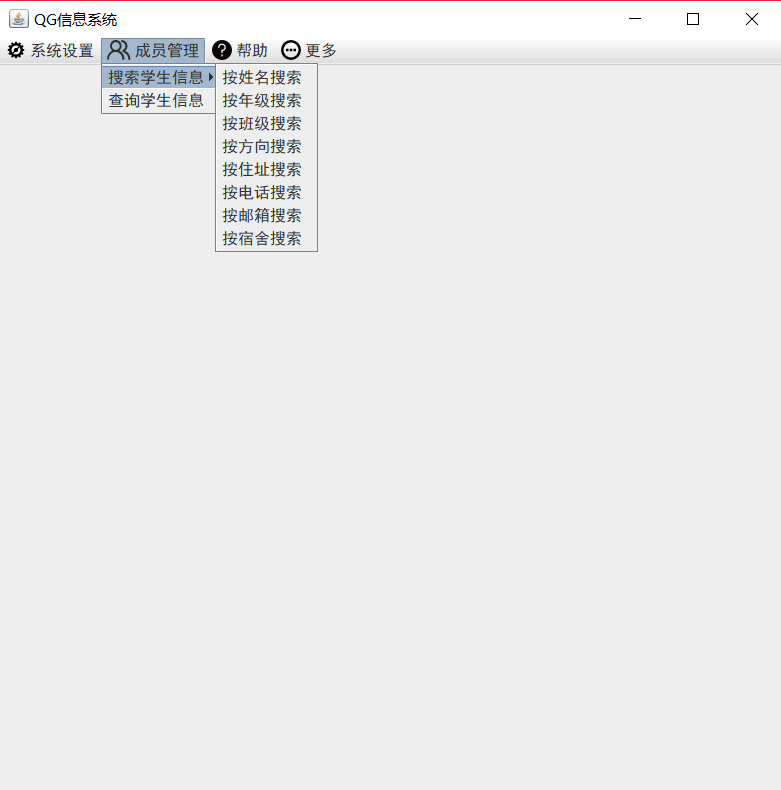 QG信息系统
系统设置 成员管理 帮助 更多
搜索学生信息
查询学生信息
按姓名搜索
按年级搜索
按班级搜索
按方向搜索
按住址搜索
按电话搜索
按邮箱搜索
按宿舍搜索